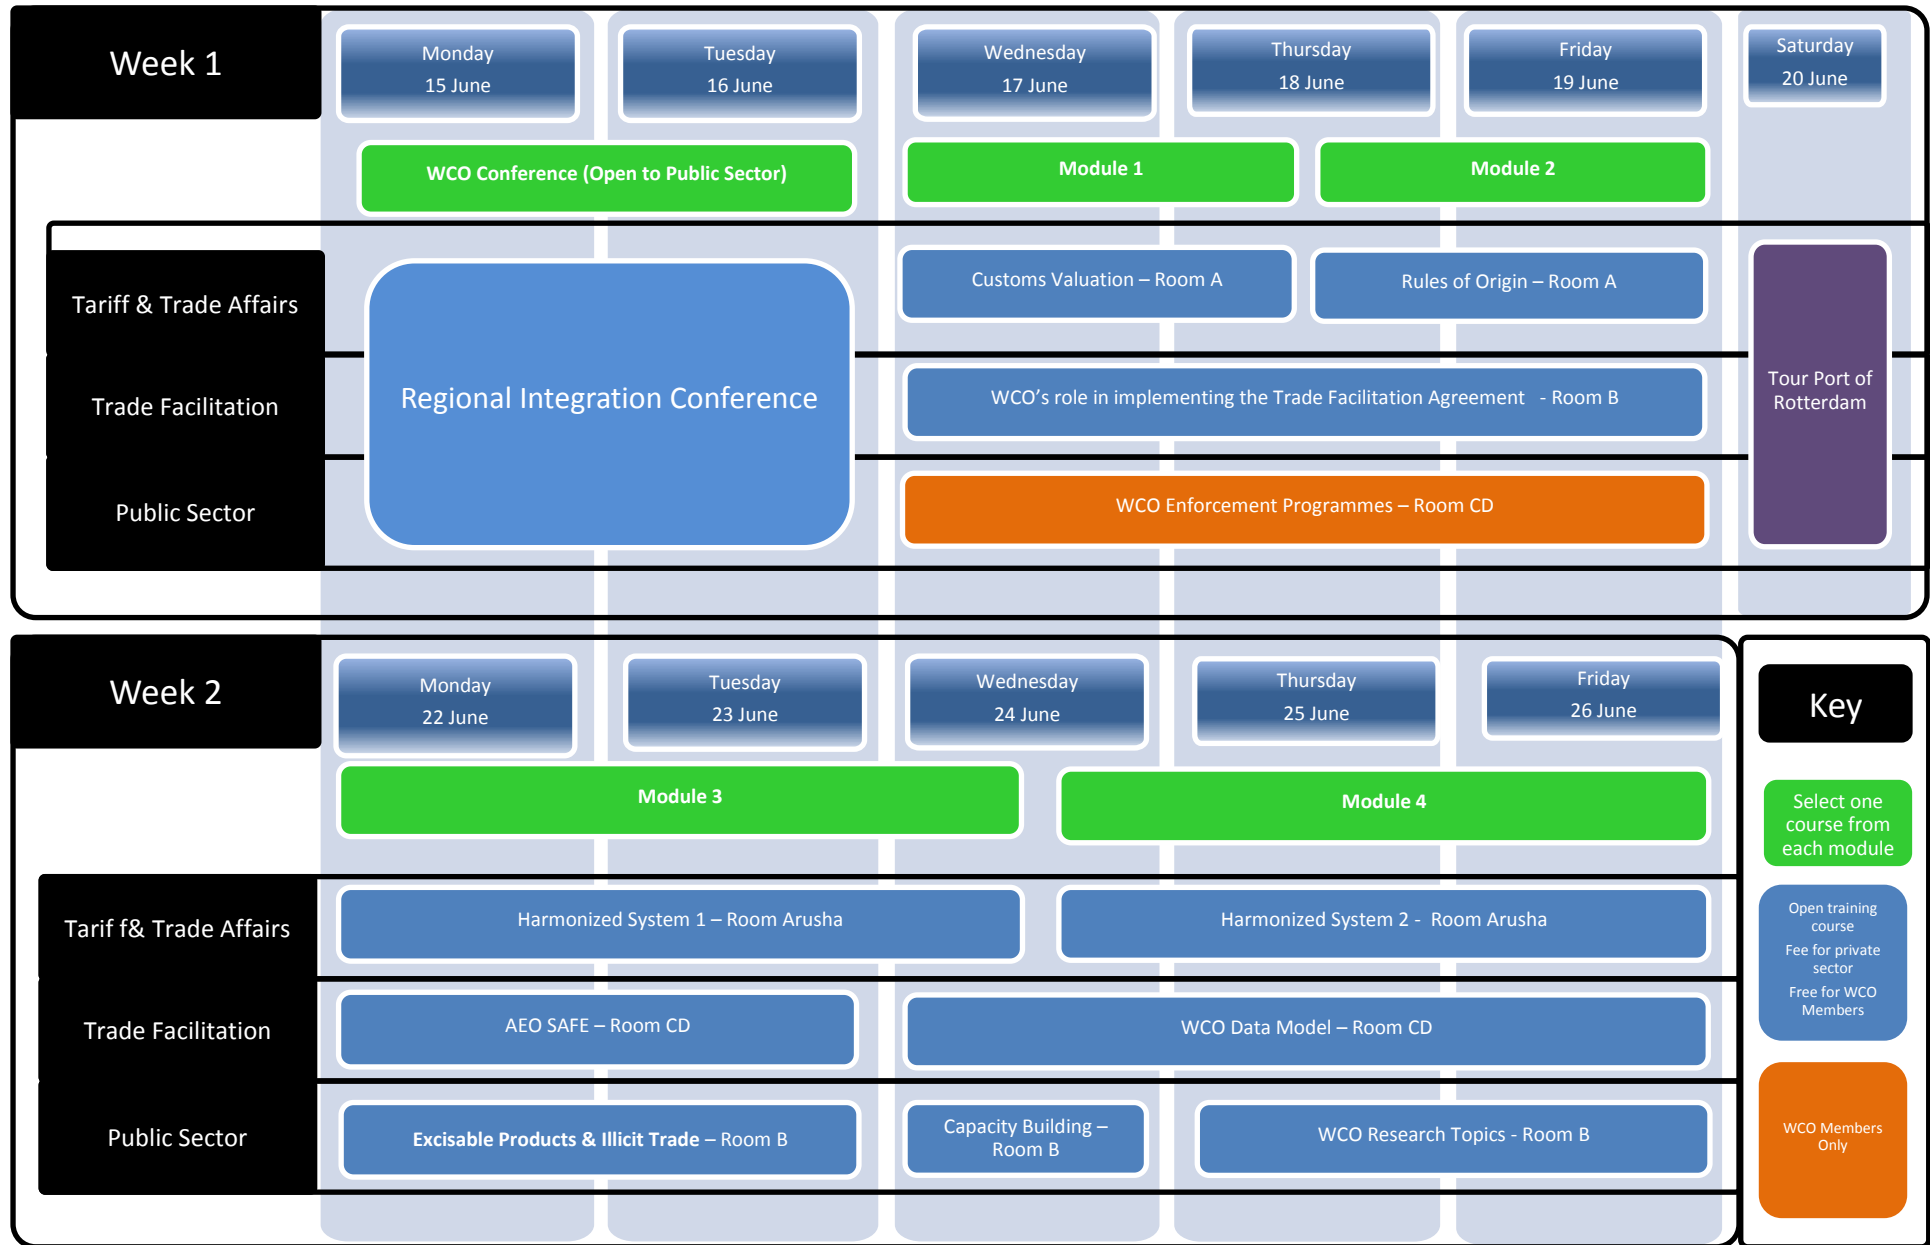 Week 1
Monday
15 June
Tuesday
16 June
Wednesday
17 June
Thursday
18 June
Friday
19 June
Saturday
20 June
WCO Conference (Open to Public Sector)
Module 1
Module 2
Tariff & Trade Affairs
Customs Valuation – Room A
Rules of Origin – Room A
Regional Integration Conference
Trade Facilitation
WCO's role in implementing the Trade Facilitation Agreement - Room B
Tour Port of
Rotterdam
Public Sector
WCO Enforcement Programmes – Room CD
Week 2
Monday
22 June
Tuesday
23 June
Wednesday
24 June
Thursday
25 June
Friday
26 June
Module 3
Module 4
Tarif f& Trade Affairs
Harmonized System 1 – Room Arusha
Harmonized System 2 - Room Arusha
Trade Facilitation
AEO SAFE – Room CD
WCO Data Model – Room CD
Public Sector
Excisable Products & Illicit Trade – Room B
Capacity Building –
Room B
WCO Research Topics - Room B
Key
Select one
course from
each module
Open training
course
Fee for private
sector
Free for WCO
Members
WCO Members
Only